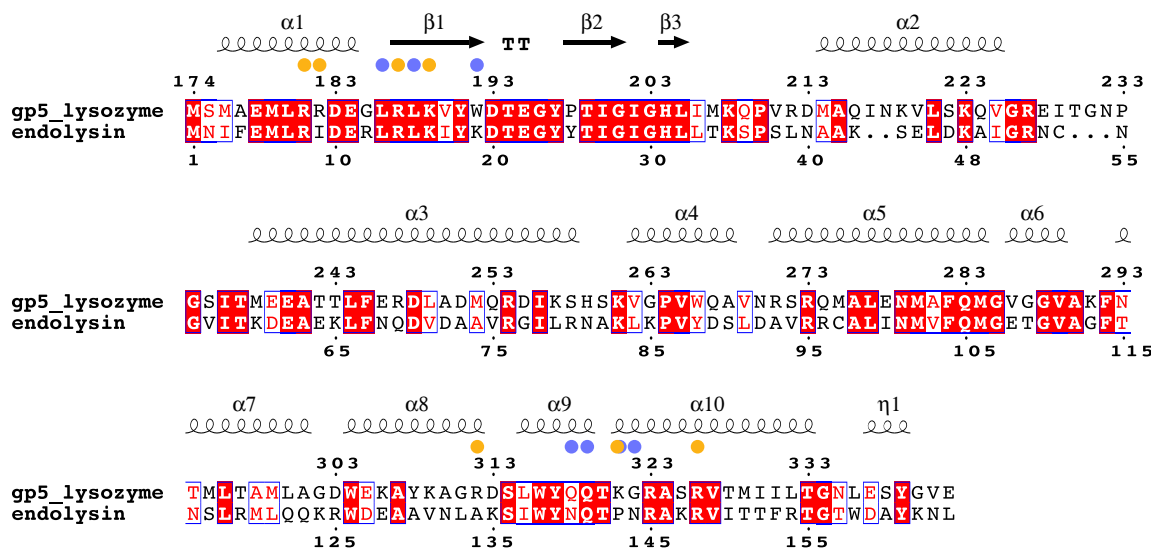 α1 β1 TT β2 β3 α2
174 183 193 203 213 223 233
gp5_lysozyme MSMAEMLRRDEGLRLKVYWDTEGYPTIGIGHLIMKQPVRDMAQINKVLSKQVGREITGNP
endolysin MNIFEMLRIDERLRLKIYKDTEGYYTIGIGHLLTKSPSLNAAK..SELDKAIGRNC...N
1 10 20 30 40 48 55
α3 α4 α5 α6
243 253 263 273 283 293
gp5_lysozyme GSITMEEATTLFERDLADMQRDIKSHSKVGPVWQAVNRSRQMALENMAFQMGVGGVAKFN
endolysin GVITKDEAEKLFNQDVDAAVRGILRNAKLKPVYDSLDAVRRCALINMVFQMGETGVAGFT
65 75 85 95 105 115
α7 α8 α9 α10 η1
303 313 323 333
gp5_lysozyme TMLTAMLAGDWEKAYKAGRDSLWYQQTKGRASRVTMIILTGNLESYGVE
endolysin NSLRMLQQKRWDEAAVNLAKSIWYNQTPNRAKRVITTFRTGTWDAYKNL
125 135 145 155